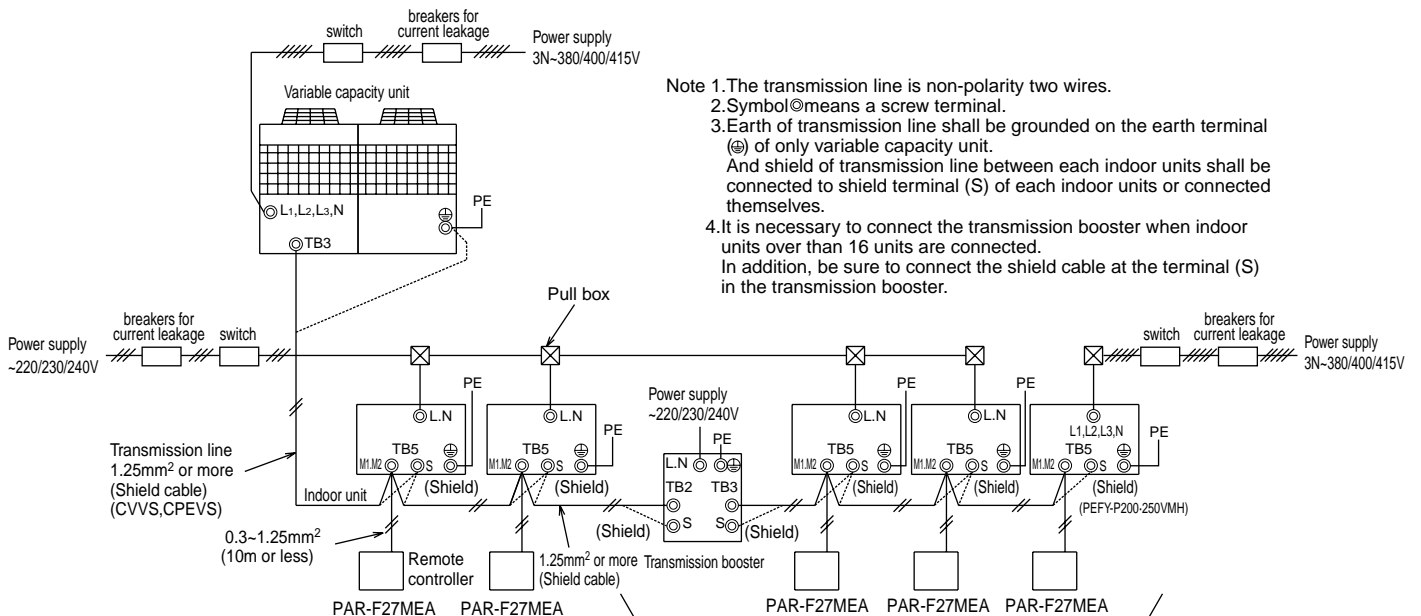 breakers for
switch
current leakage
Power supply
3N~380/400/415V
Variable capacity unit
L1,L2,L3,N
PE
TB3
Note 1.The transmission line is non-polarity two wires.
2.Symbol◎means a screw terminal.
3.Earth of transmission line shall be grounded on the earth terminal
(⏚) of only variable capacity unit.
And shield of transmission line between each indoor units shall be
connected to shield terminal (S) of each indoor units or connected
themselves.
4.It is necessary to connect the transmission booster when indoor
units over than 16 units are connected.
In addition, be sure to connect the shield cable at the terminal (S)
in the transmission booster.
Pull box
breakers for
current leakage
switch
Power supply
~220/230/240V
switch
breakers for
current leakage
Power supply
3N~380/400/415V
L.N
TB5
M1.M2
S
PE
(Shield)
L.N
TB5
M1.M2
S
PE
(Shield)
Power supply
~220/230/240V
PE
L.N
TB2
TB3
S
S
(Shield)
(Shield)
Transmission booster
L.N
TB5
M1.M2
S
PE
(Shield)
L.N
TB5
M1.M2
S
PE
(Shield)
L1,L2,L3,N
TB5
M1.M2
S
PE
(Shield)
(PEFY-P200-250VMH)
Transmission line
1.25mm² or more
(Shield cable)
(CVVS,CPEVS)
Indoor unit
0.3~1.25mm²
(10m or less)
Remote
controller
1.25mm² or more
(Shield cable)
PAR-F27MEA
PAR-F27MEA
PAR-F27MEA
PAR-F27MEA
PAR-F27MEA